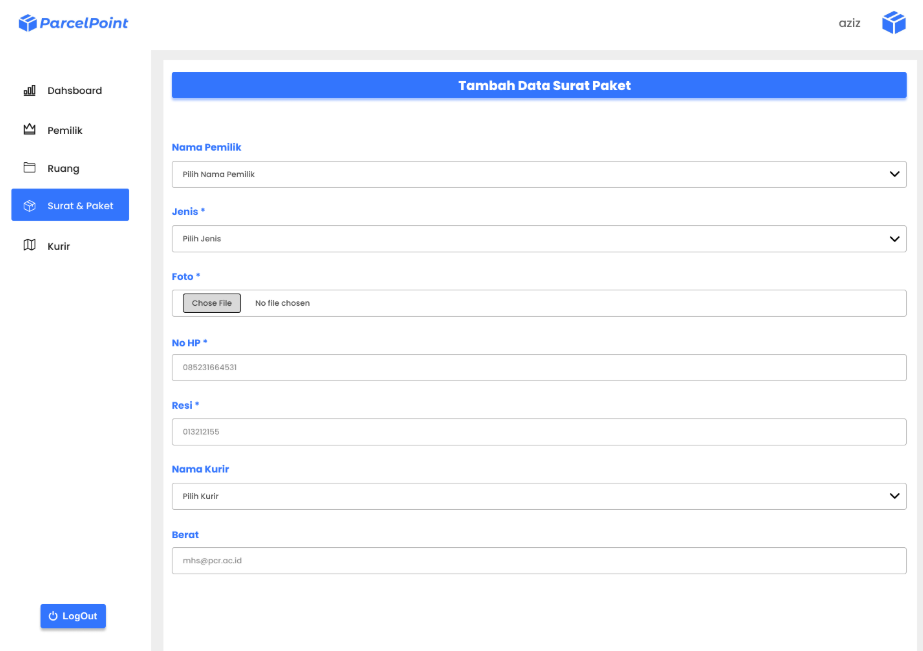 ParcelPoint
aziz
Dahsboard
Pemilik
Ruang
Surat & Paket
Kurir
LogOut
Tambah Data Surat Paket
Nama Pemilik
Pilih Nama Pemilik
Jenis *
Pilih Jenis
Foto *
Chose File No file chosen
No HP *
085231664531
Resi *
013212155
Nama Kurir
Pilih Kurir
Berat
mhs@pcr.ac.id